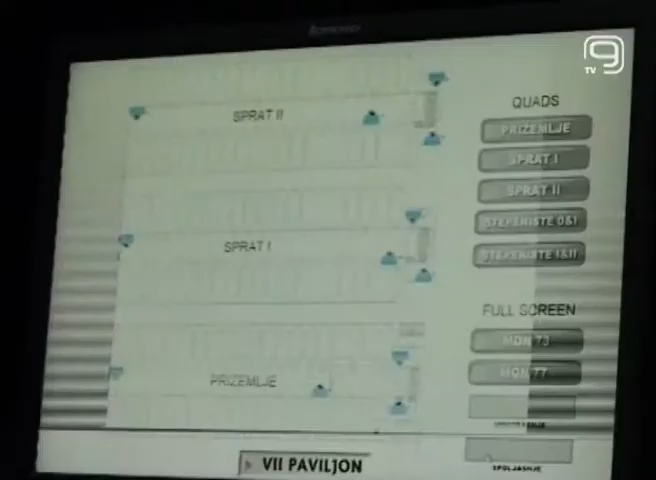 lenovo
9
TV
QUADS
SPRAT II
PRIZEMLJE
SPRAT I
SPRAT II
STEPENISTE 0&I
SPRAT I
STEPENISTE I&II
FULL SCREEN
MON 73
MON 77
PRIZEMLJE
SPOLJASNJE
VII PAVILJON